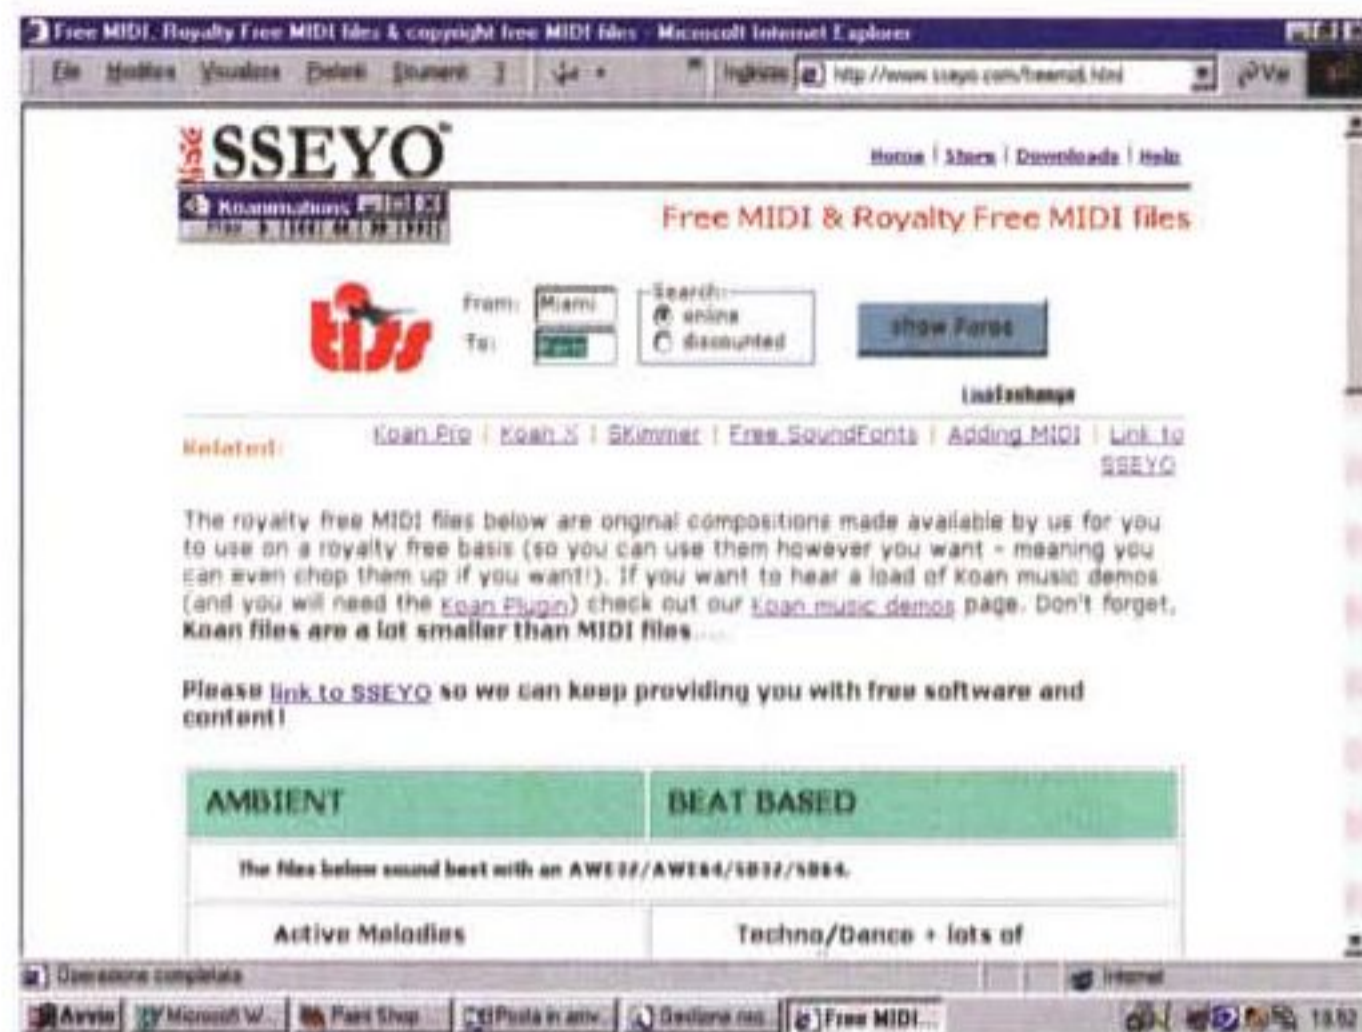 Free MIDI, Royalty Free MIDI files & copyright free MIDI files - Microsoft Internet Explorer
File Modifica Visualizza Preferiti Strumenti ? Indirizzo http://www.sseyo.com/freemidi.html Vai
SSEYO™
Home | Store | Downloads | Help
Koanimations
Free MIDI & Royalty Free MIDI files
tiss
From: Miami
To: Paris
Search:
online
discounted
show Fares
LinkExchange
Related: Koan Pro | Koan X | SKimmer | Free SoundFonts | Adding MIDI | Link to
SSEYO
The royalty free MIDI files below are original compositions made available by us for you
to use on a royalty free basis (so you can use them however you want - meaning you
can even chop them up if you want!). If you want to hear a load of Koan music demos
(and you will need the Koan Plugin) check out our Koan music demos page. Don't forget,
Koan files are a lot smaller than MIDI files....
Please link to SSEYO so we can keep providing you with free software and
content!
AMBIENT BEAT BASED
The files below sound best with an AWE32/AWE64/SB32/SB64.
Active Melodies Techno/Dance + lots of
Operazione completata Internet
Avvio Microsoft W... Paint Shop Posta in arriv... Gestione Free MIDI...